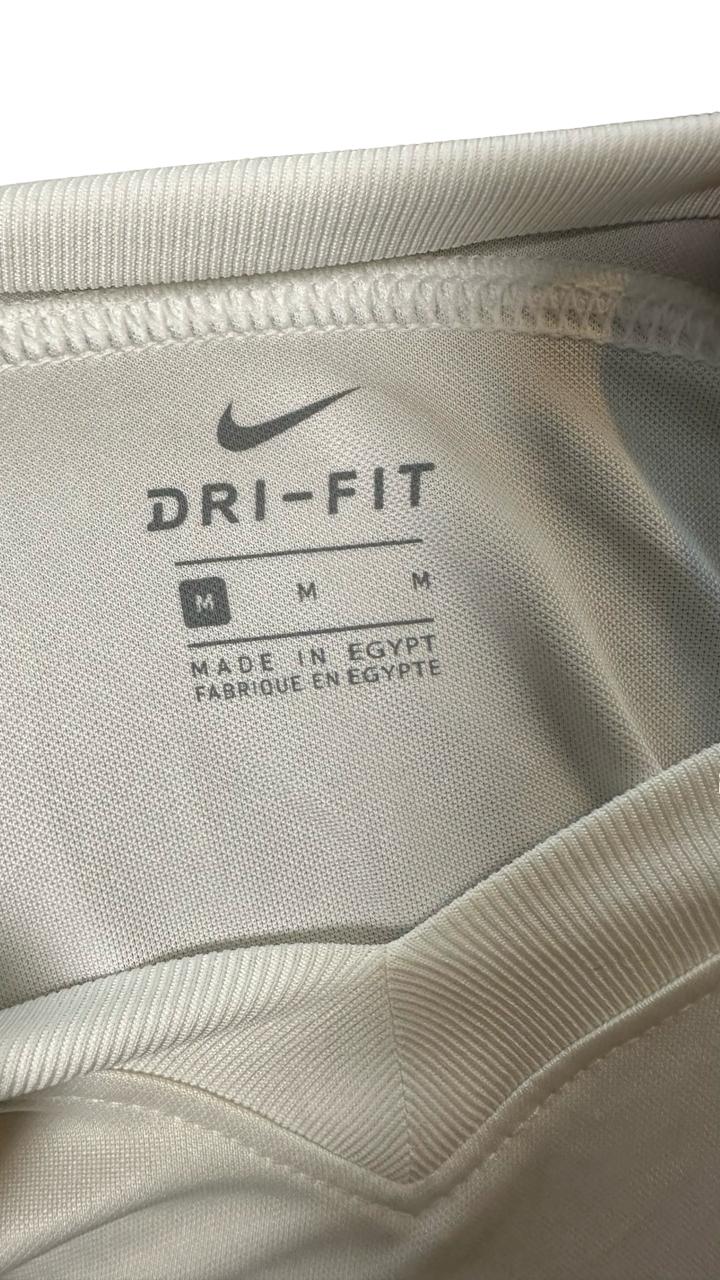 DRI-FIT
M M M
MADE IN EGYPT
FABRIQUE EN EGYPTE